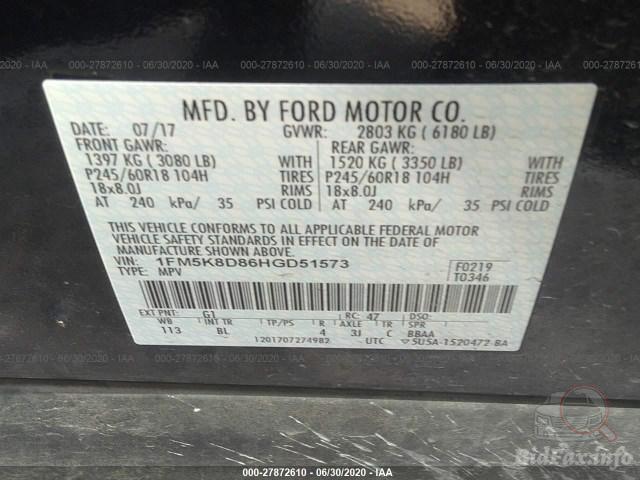 000-27872610 - 06/30/2020 - IAA 000-27872610 - 06/30/2020 - IAA 000-27872610 - 06/30/2020 - IAA
MFD. BY FORD MOTOR CO.
DATE: 07/17 GVWR: 2803 KG ( 6180 LB)
FRONT GAWR: REAR GAWR:
1397 KG ( 3080 LB) WITH 1520 KG ( 3350 LB) WITH
P245/60R18 104H TIRES P245/60R18 104H TIRES
18x8.0J RIMS 18x8.0J RIMS
AT 240 kPa/ 35 PSI COLD AT 240 kPa/ 35 PSI COLD
THIS VEHICLE CONFORMS TO ALL APPLICABLE FEDERAL MOTOR
VEHICLE SAFETY AND THEFT PREVENTION STANDARDS IN EFFECT ON THE DATE OF
MANUFACTURE SHOWN ABOVE.
VIN: 1FM5K8D86HGD51573 F0219
TYPE: MPV T0346
EXT PNT: G1 RC: 47 DSO:
WB INT TR TP/PS R AXLE TR SPR
113 BL 4 3J C BBAA
1201707274982 UTC ▽5U5A-1520472-BA
BidFax.info
000-27872610 - 06/30/2020 - IAA